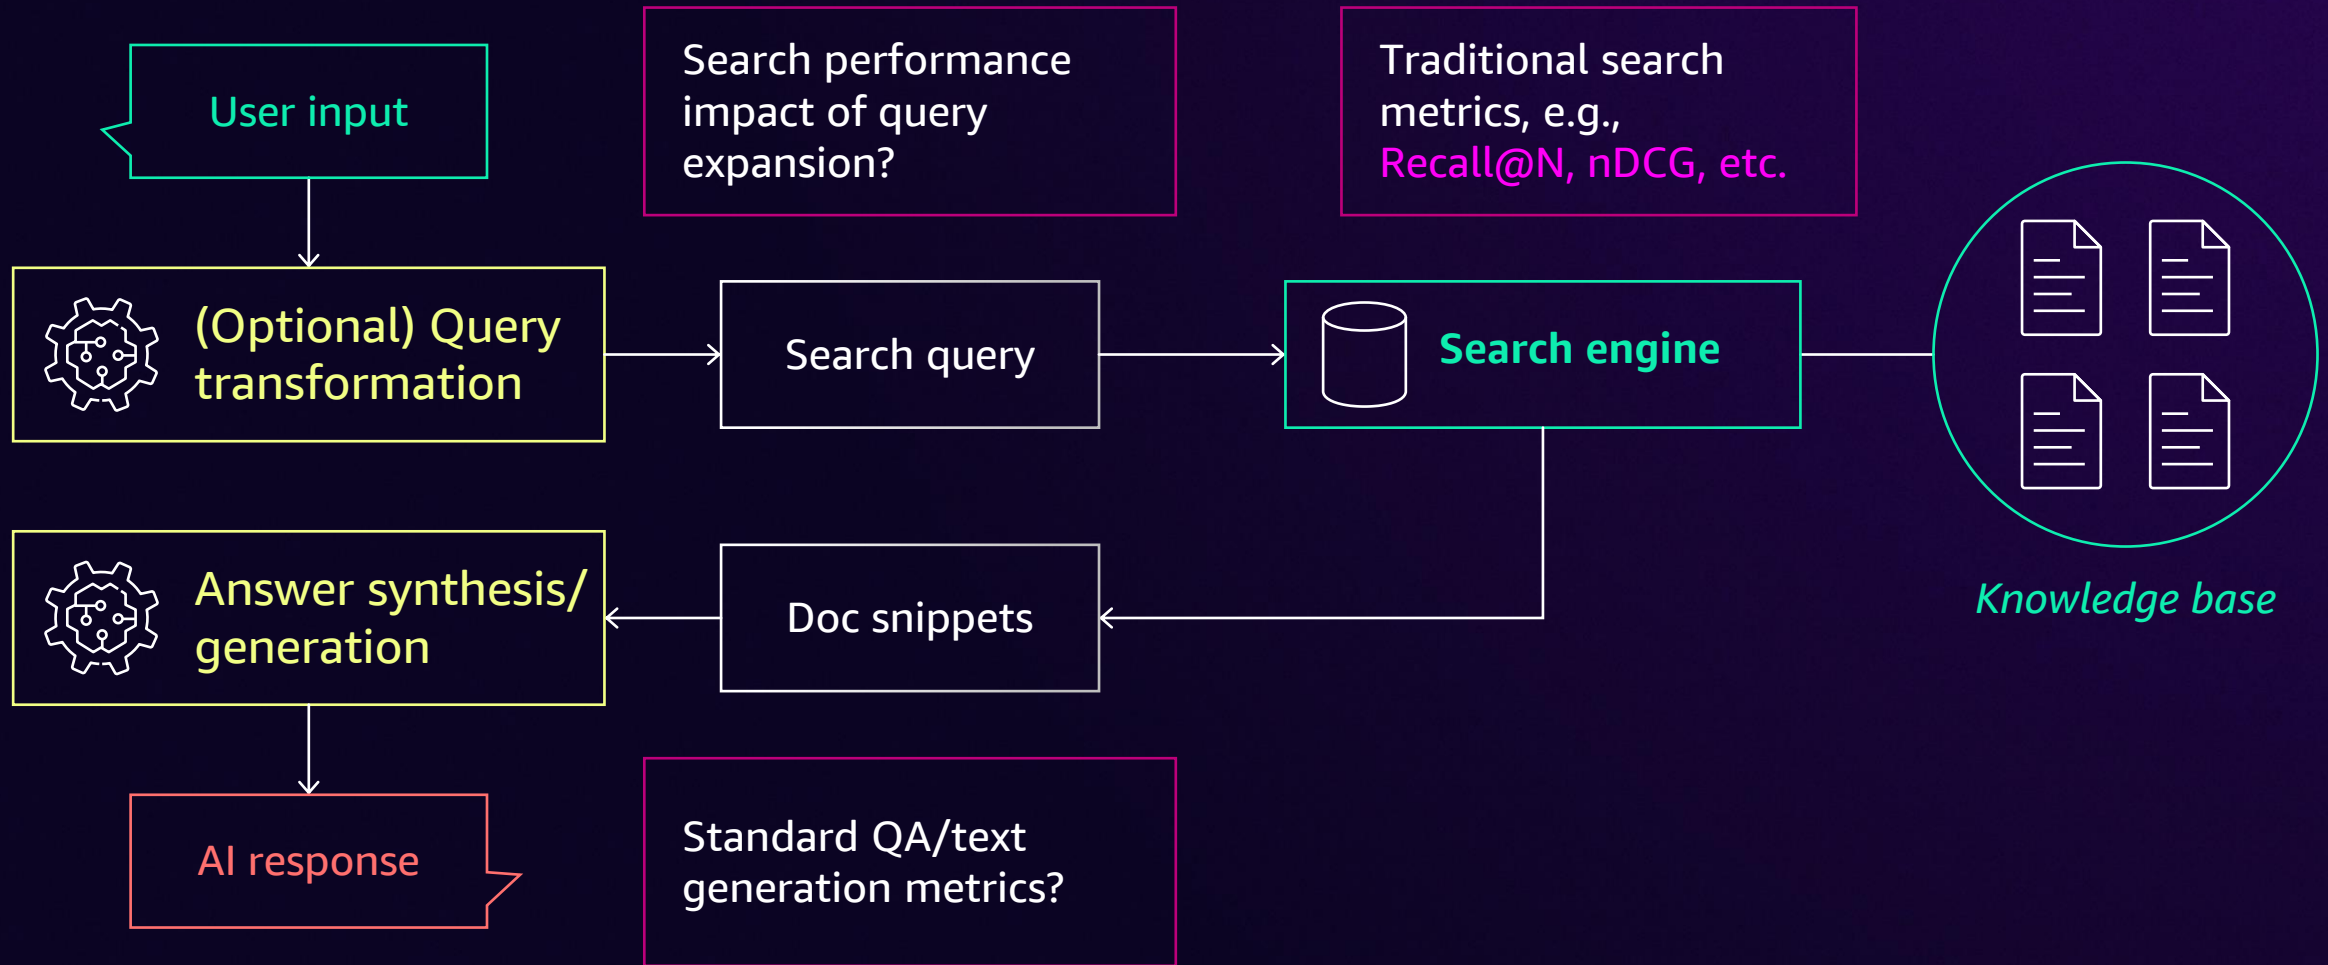 User input
Search performance
impact of query
expansion?
Traditional search
metrics, e.g.,
Recall@N, nDCG, etc.
(Optional) Query
transformation
Search query
Search engine
Answer synthesis/
generation
Doc snippets
Knowledge base
AI response
Standard QA/text
generation metrics?